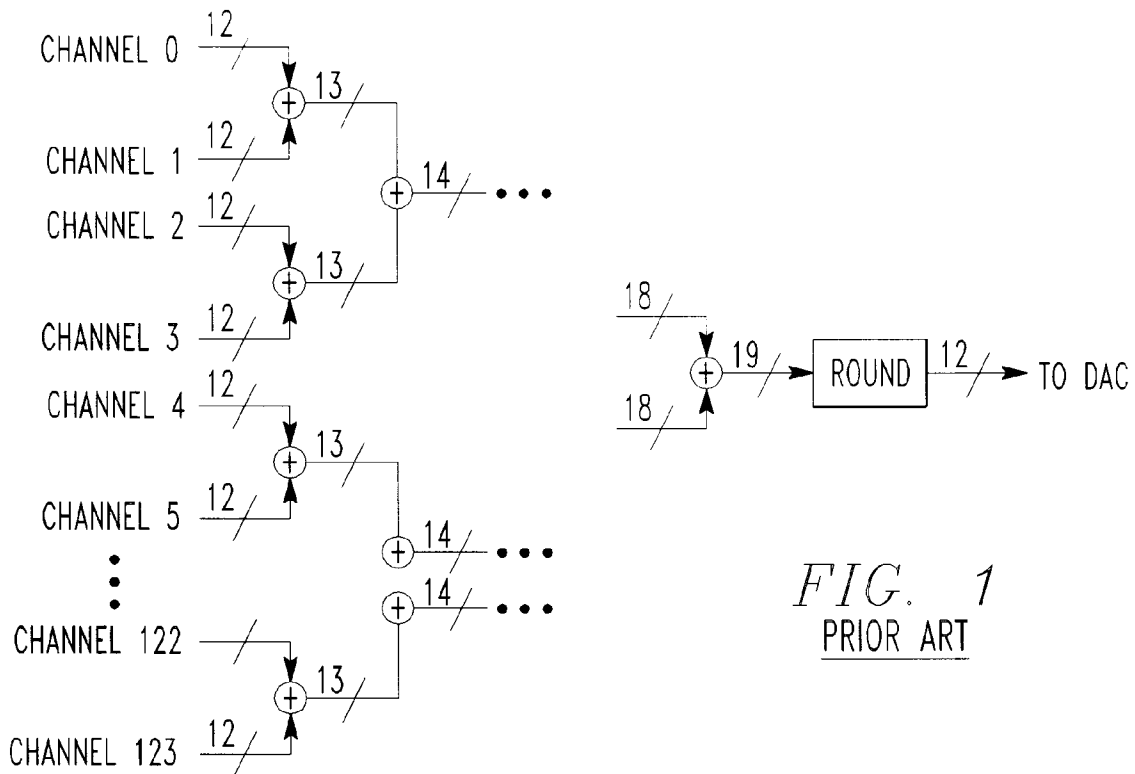 12
CHANNEL 0
13
12
CHANNEL 1
14
12
CHANNEL 2
13
12
CHANNEL 3
18
19
ROUND
12
TO DAC
18
12
CHANNEL 4
13
12
CHANNEL 5
14
14
CHANNEL 122
12
13
12
CHANNEL 123
FIG. 1
PRIOR ART